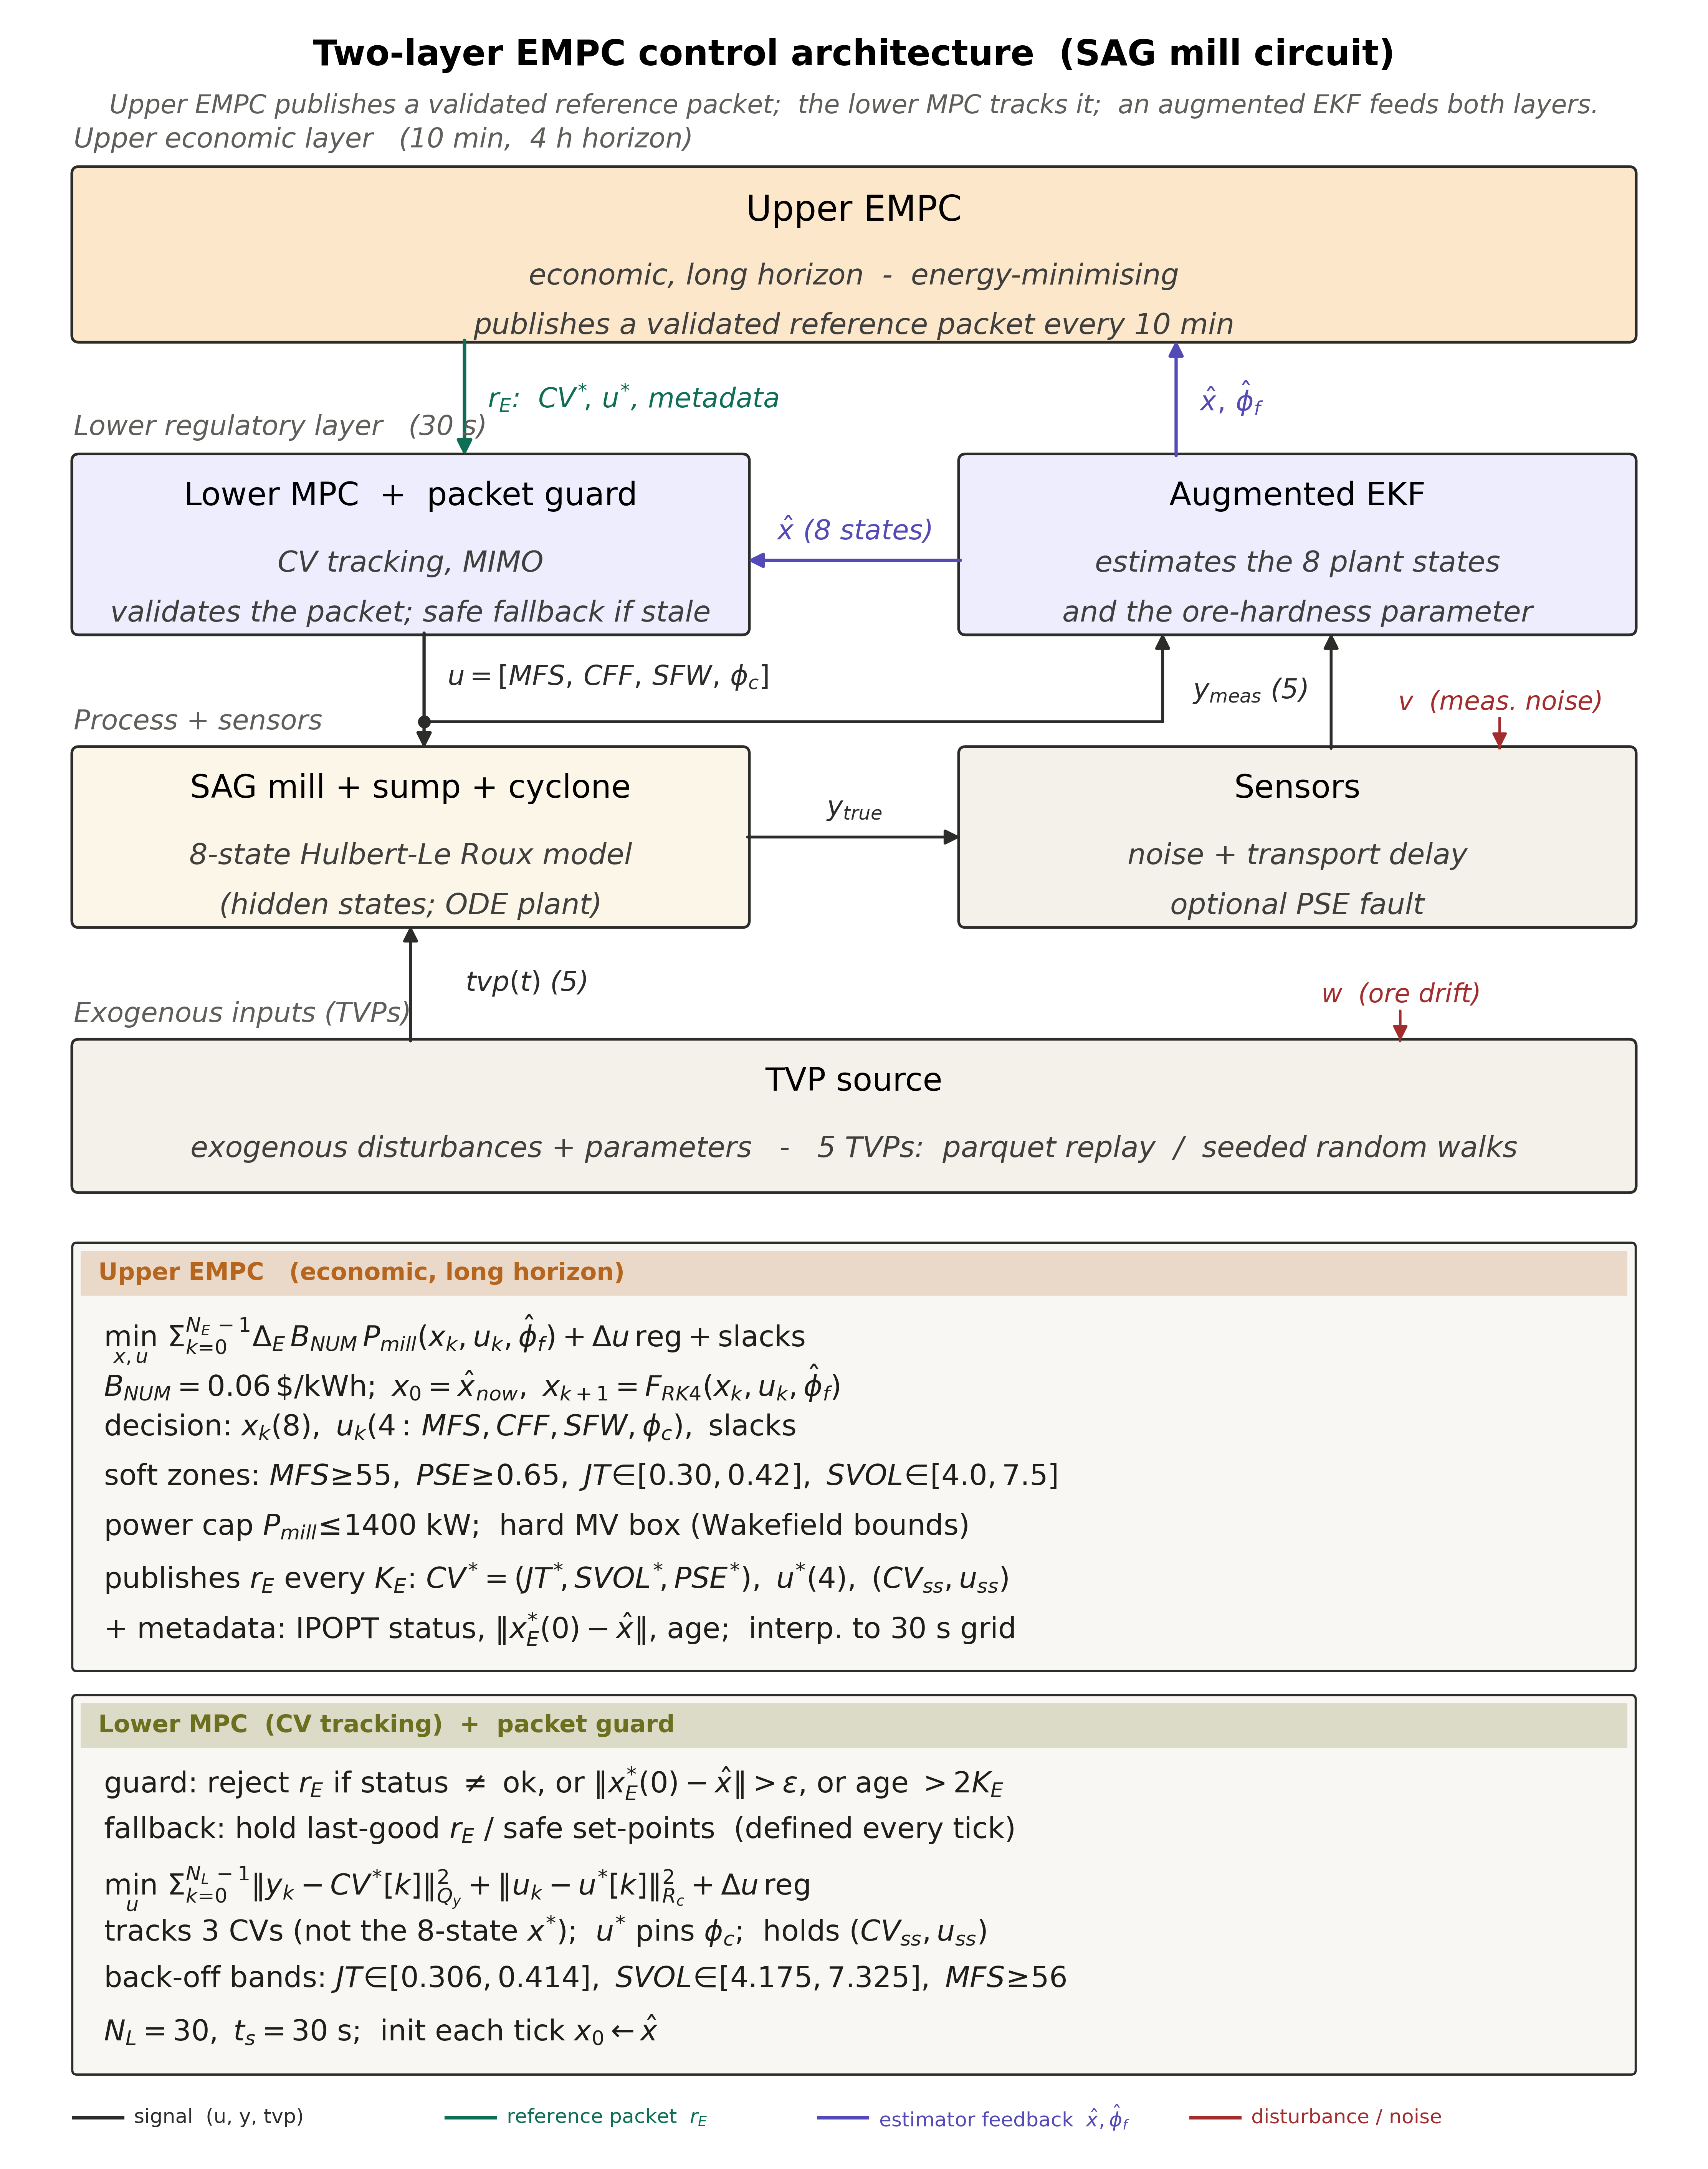 Two-layer EMPC control architecture (SAG mill circuit)
Upper EMPC publishes a validated reference packet; the lower MPC tracks it; an augmented EKF feeds both layers.
Upper economic layer (10 min, 4 h horizon)
Upper EMPC
economic, long horizon - energy-minimising
publishes a validated reference packet every 10 min
r_E: CV*, u*, metadata
x̂, ϕ̂_f
Lower regulatory layer (30 s)
Lower MPC + packet guard
CV tracking, MIMO
validates the packet; safe fallback if stale
x̂ (8 states)
Augmented EKF
estimates the 8 plant states
and the ore-hardness parameter
u = [MFS, CFF, SFW, ϕ_c]
y_meas (5)
v (meas. noise)
Process + sensors
SAG mill + sump + cyclone
8-state Hulbert-Le Roux model
(hidden states; ODE plant)
y_true
Sensors
noise + transport delay
optional PSE fault
tvp(t) (5)
w (ore drift)
Exogenous inputs (TVPs)
TVP source
exogenous disturbances + parameters - 5 TVPs: parquet replay / seeded random walks
Upper EMPC (economic, long horizon)
min_{x,u} Σ_{k=0}^{N_E−1} Δ_E B_NUM P_mill(x_k, u_k, ϕ̂_f) + Δu reg + slacks
B_NUM = 0.06 $/kWh; x_0 = x̂_now, x_{k+1} = F_RK4(x_k, u_k, ϕ̂_f)
decision: x_k(8), u_k(4: MFS, CFF, SFW, ϕ_c), slacks
soft zones: MFS≥55, PSE≥0.65, JT∈[0.30, 0.42], SVOL∈[4.0, 7.5]
power cap P_mill≤1400 kW; hard MV box (Wakefield bounds)
publishes r_E every K_E: CV* = (JT*, SVOL*, PSE*), u*(4), (CV_ss, u_ss)
+ metadata: IPOPT status, ‖x_E*(0) − x̂‖, age; interp. to 30 s grid
Lower MPC (CV tracking) + packet guard
guard: reject r_E if status ≠ ok, or ‖x_E*(0) − x̂‖ > ε, or age > 2K_E
fallback: hold last-good r_E / safe set-points (defined every tick)
min_u Σ_{k=0}^{N_L−1} ‖y_k − CV*[k]‖²_{Q_y} + ‖u_k − u*[k]‖²_{R_c} + Δu reg
tracks 3 CVs (not the 8-state x*); u* pins ϕ_c; holds (CV_ss, u_ss)
back-off bands: JT∈[0.306, 0.414], SVOL∈[4.175, 7.325], MFS≥56
N_L = 30, t_s = 30 s; init each tick x_0 ← x̂
signal (u, y, tvp)
reference packet r_E
estimator feedback x̂, ϕ̂_f
disturbance / noise